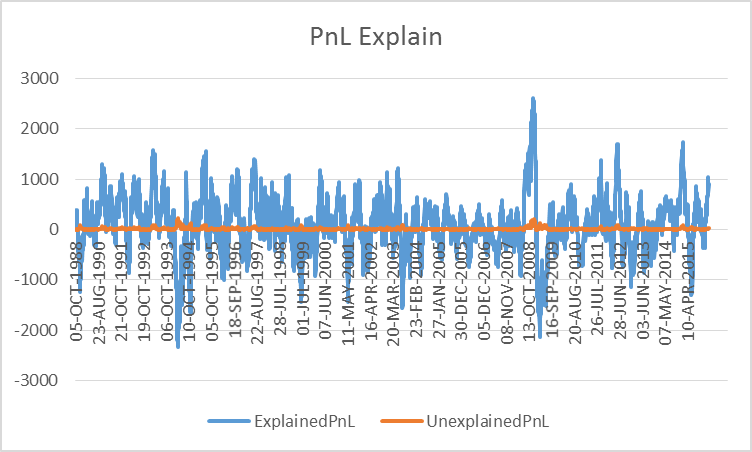 PnL Explain
3000
2000
1000
0
-1000
-2000
-3000
05-OCT-1988
23-AUG-1990
21-OCT-1991
19-OCT-1992
06-OCT-1993
10-OCT-1994
05-OCT-1995
18-SEP-1996
22-AUG-1997
28-JUL-1998
01-JUL-1999
07-JUN-2000
11-MAY-2001
16-APR-2002
20-MAR-2003
23-FEB-2004
27-JAN-2005
30-DEC-2005
05-DEC-2006
08-NOV-2007
13-OCT-2008
16-SEP-2009
20-AUG-2010
26-JUL-2011
28-JUN-2012
03-JUN-2013
07-MAY-2014
10-APR-2015
ExplainedPnL
UnexplainedPnL